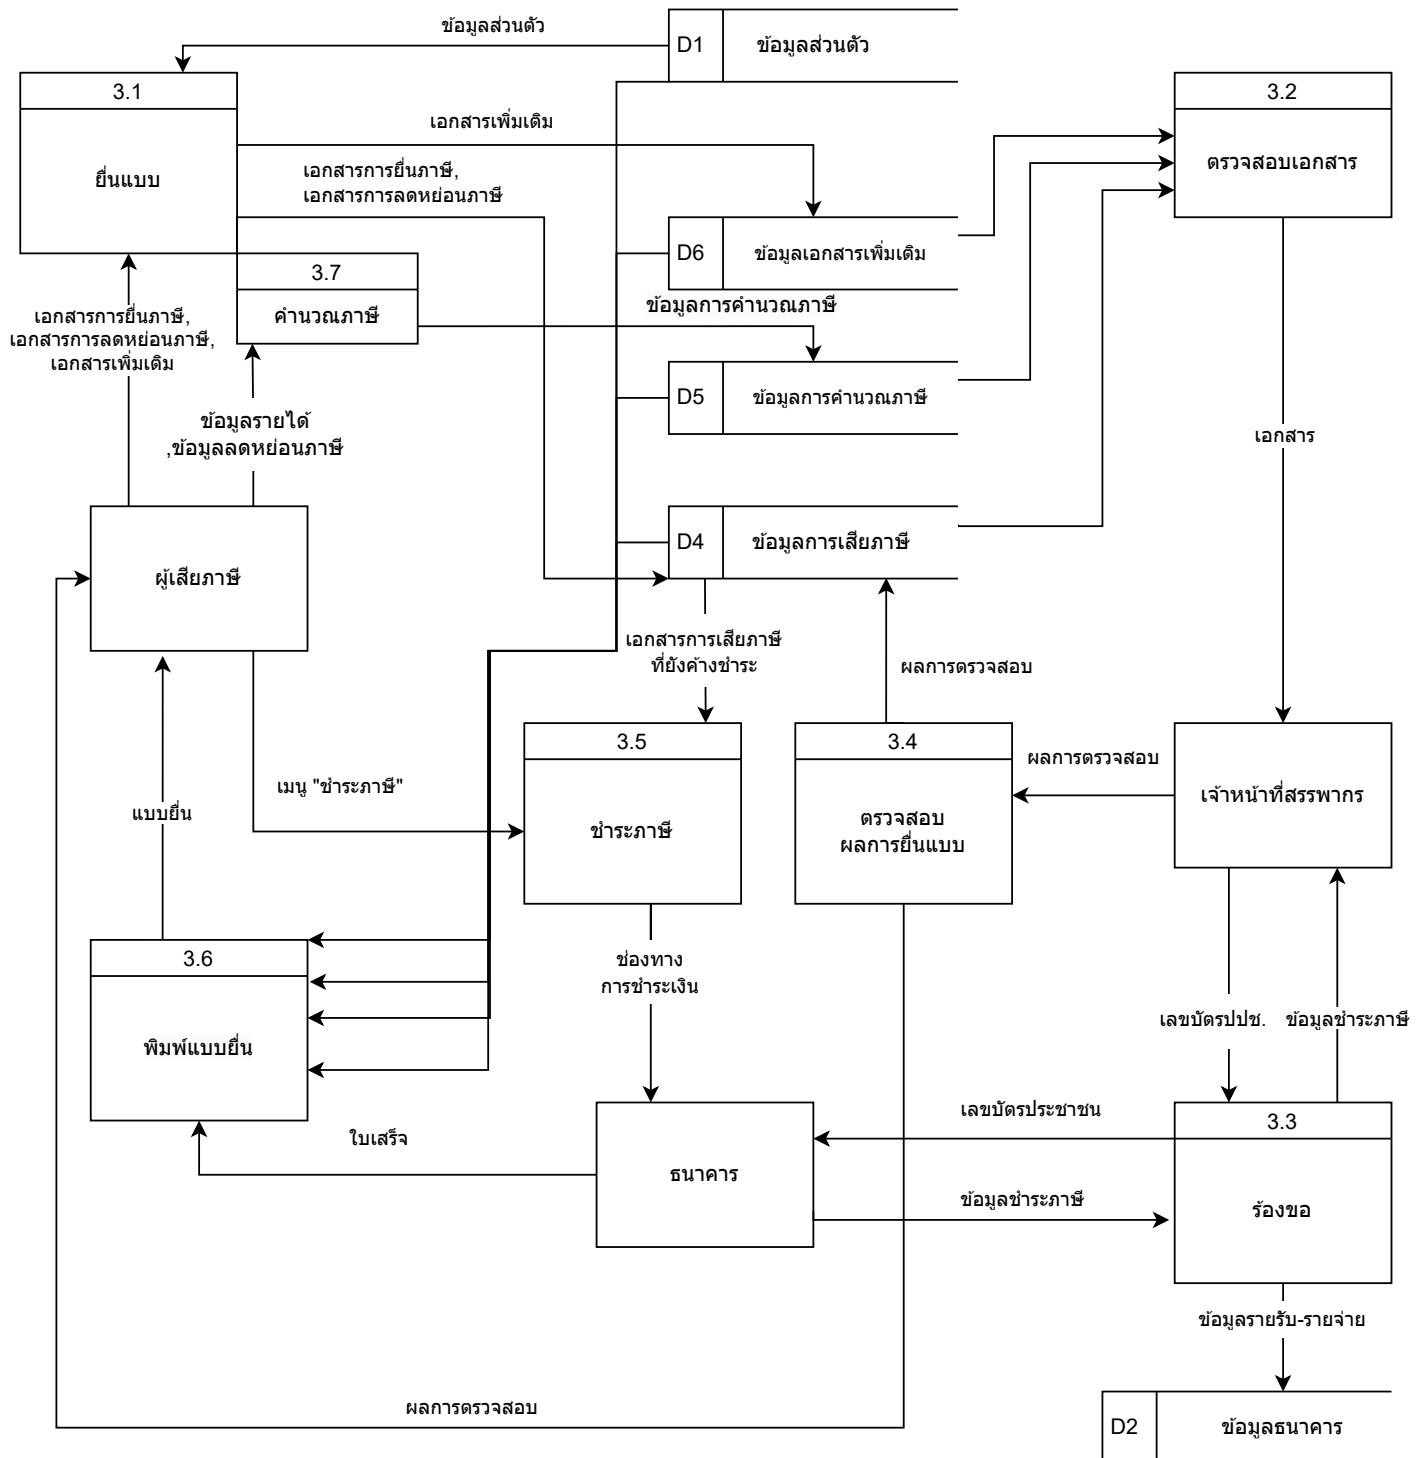 ข้อมูลส่วนตัว
D1
ข้อมูลส่วนตัว
3.1
ยื่นแบบ
เอกสารเพิ่มเติม
3.2
ตรวจสอบเอกสาร
เอกสารการยื่นภาษี,
เอกสารการลดหย่อนภาษี
D6
ข้อมูลเอกสารเพิ่มเติม
3.7
คำนวณภาษี
ข้อมูลการคำนวณภาษี
เอกสารการยื่นภาษี,
เอกสารการลดหย่อนภาษี,
เอกสารเพิ่มเติม
D5
ข้อมูลการคำนวณภาษี
ข้อมูลรายได้
,ข้อมูลลดหย่อนภาษี
เอกสาร
D4
ข้อมูลการเสียภาษี
ผู้เสียภาษี
เอกสารการเสียภาษี
ที่ยังค้างชำระ
ผลการตรวจสอบ
3.5
ชำระภาษี
3.4
ตรวจสอบ
ผลการยื่นแบบ
ผลการตรวจสอบ
เจ้าหน้าที่สรรพากร
เมนู "ชำระภาษี"
แบบยื่น
3.6
พิมพ์แบบยื่น
ช่องทาง
การชำระเงิน
เลขบัตรปปช.
ข้อมูลชำระภาษี
เลขบัตรประชาชน
3.3
ร้องขอ
ใบเสร็จ
ธนาคาร
ข้อมูลชำระภาษี
ข้อมูลรายรับ-รายจ่าย
ผลการตรวจสอบ
D2
ข้อมูลธนาคาร